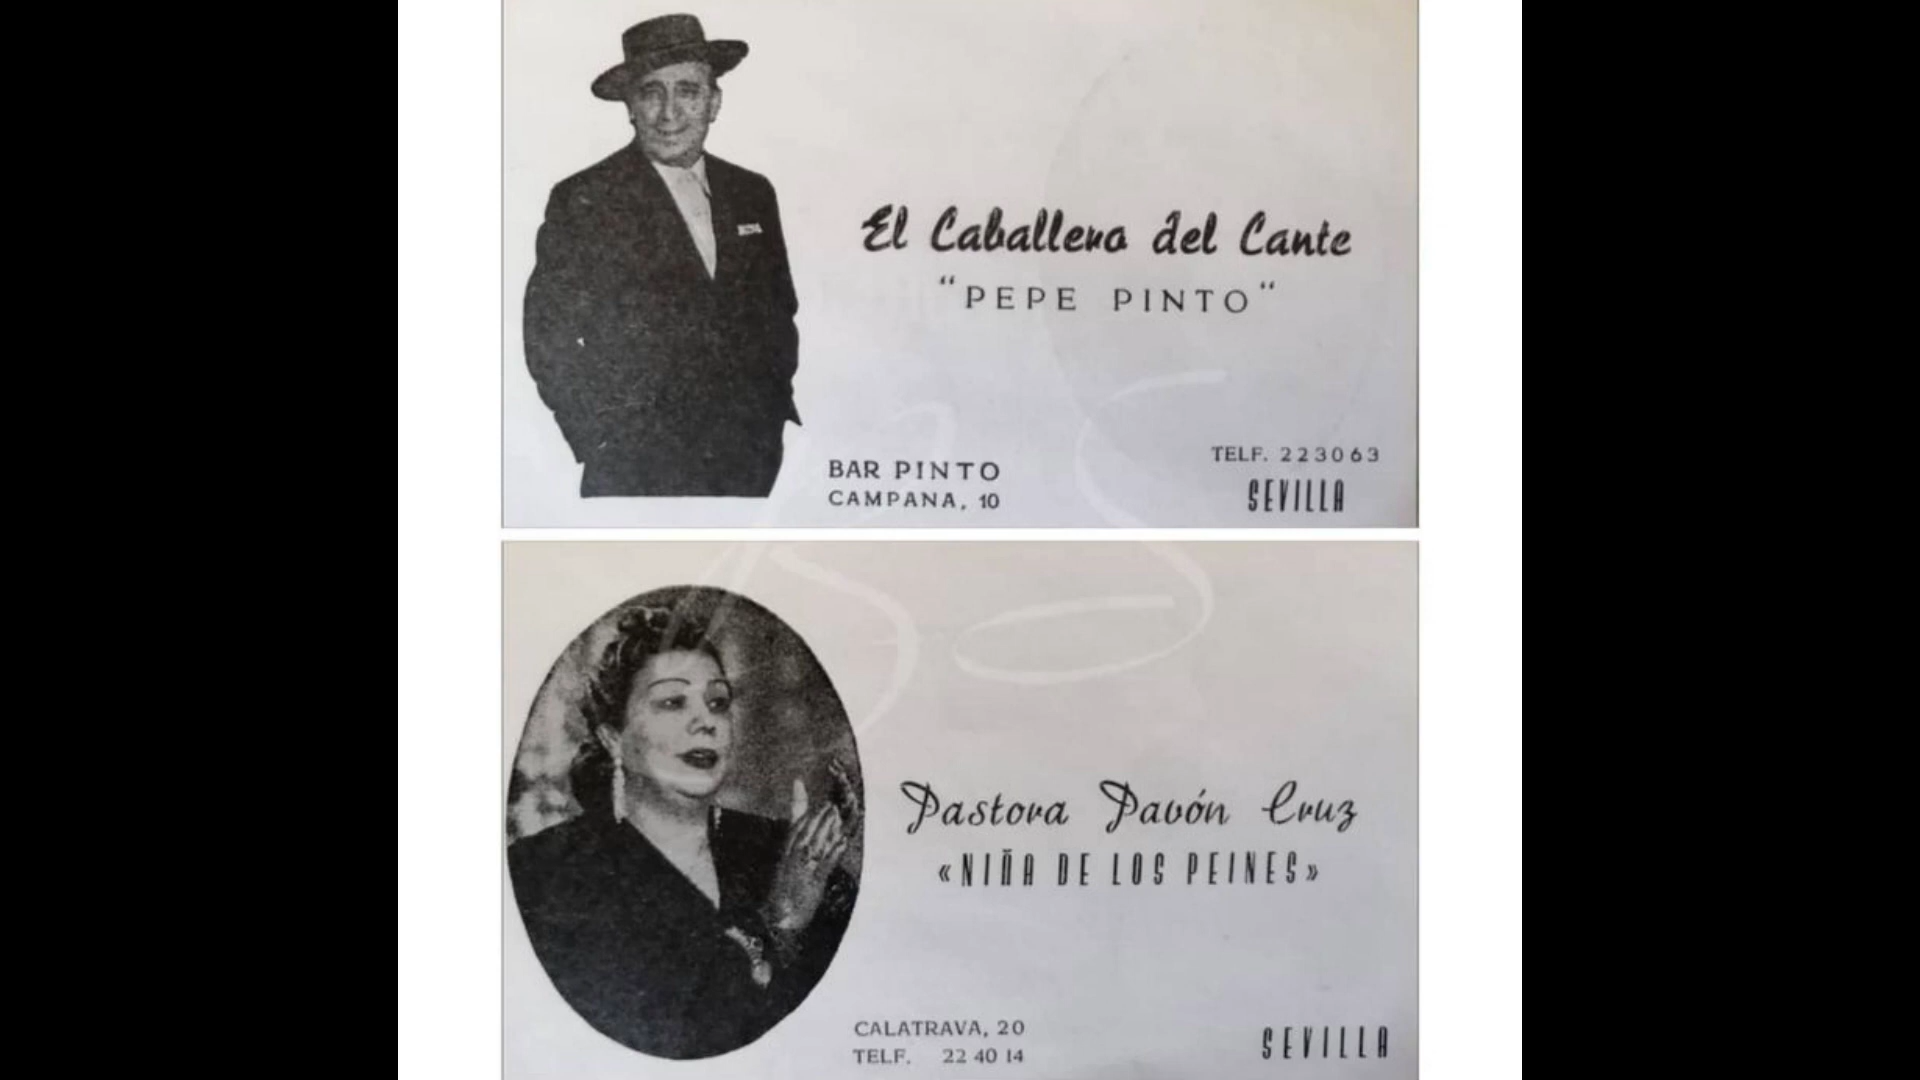 El Caballero del Cante
"PEPE PINTO"
BAR PINTO
CAMPANA, 10
TELF. 223063
SEVILLA
Pastora Pavón Cruz
«NIÑA DE LOS PEINES»
CALATRAVA, 20
TELF. 22 40 14
SEVILLA